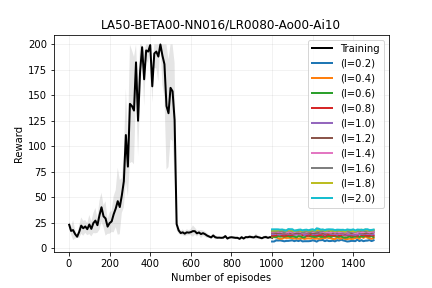 LA50-BETA00-NN016/LR0080-Ao00-Ai10
Reward
200
175
150
125
100
75
50
25
0
Training
(l=0.2)
(l=0.4)
(l=0.6)
(l=0.8)
(l=1.0)
(l=1.2)
(l=1.4)
(l=1.6)
(l=1.8)
(l=2.0)
0 200 400 600 800 1000 1200 1400
Number of episodes